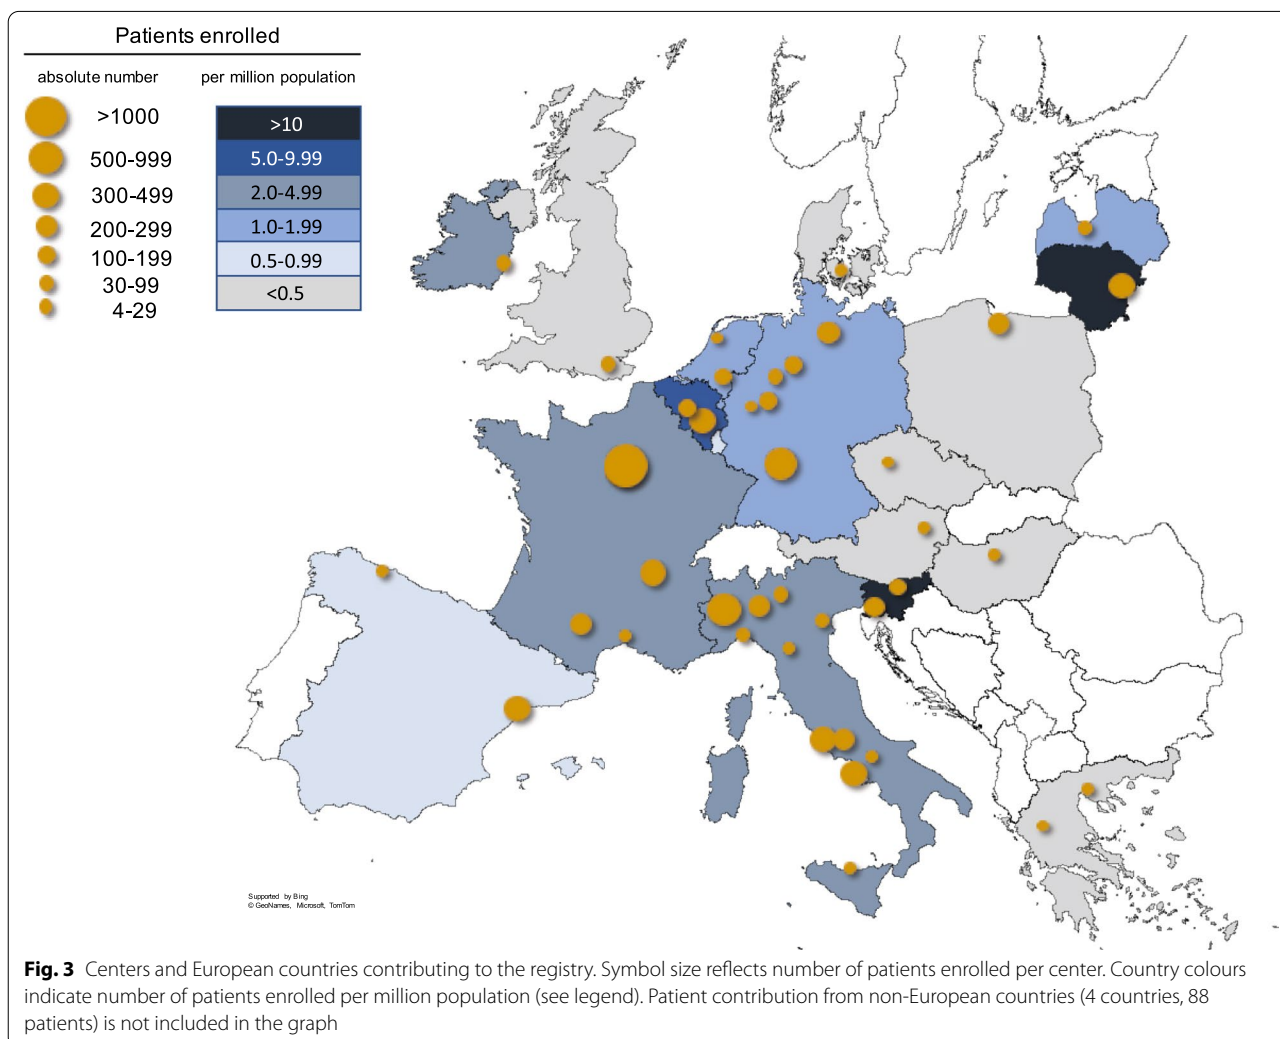 Patients enrolled
absolute number
per million population
>1000
500-999
300-499
200-299
100-199
30-99
4-29
>10
5.0-9.99
2.0-4.99
1.0-1.99
0.5-0.99
<0.5
Supported by Bing
© GeoNames, Microsoft, TomTom
Fig. 3 Centers and European countries contributing to the registry. Symbol size reflects number of patients enrolled per center. Country colours
indicate number of patients enrolled per million population (see legend). Patient contribution from non-European countries (4 countries, 88
patients) is not included in the graph